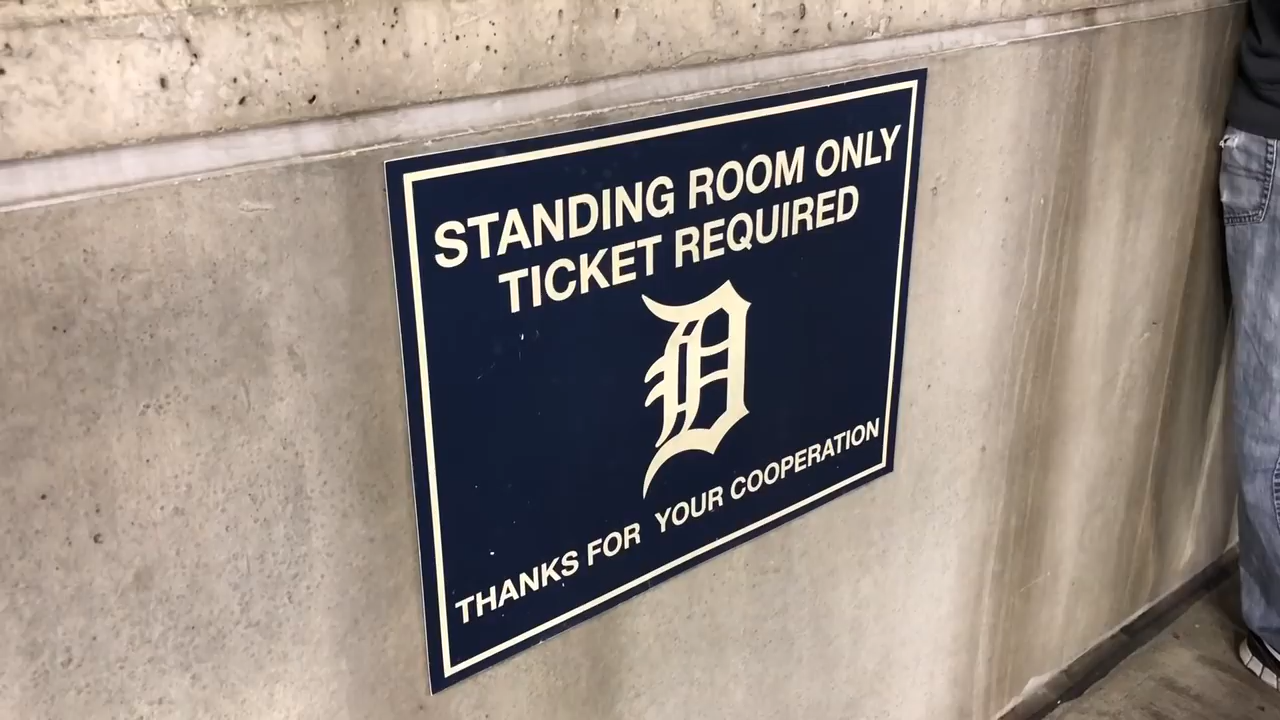 STANDING ROOM ONLY
TICKET REQUIRED
D
THANKS FOR YOUR COOPERATION